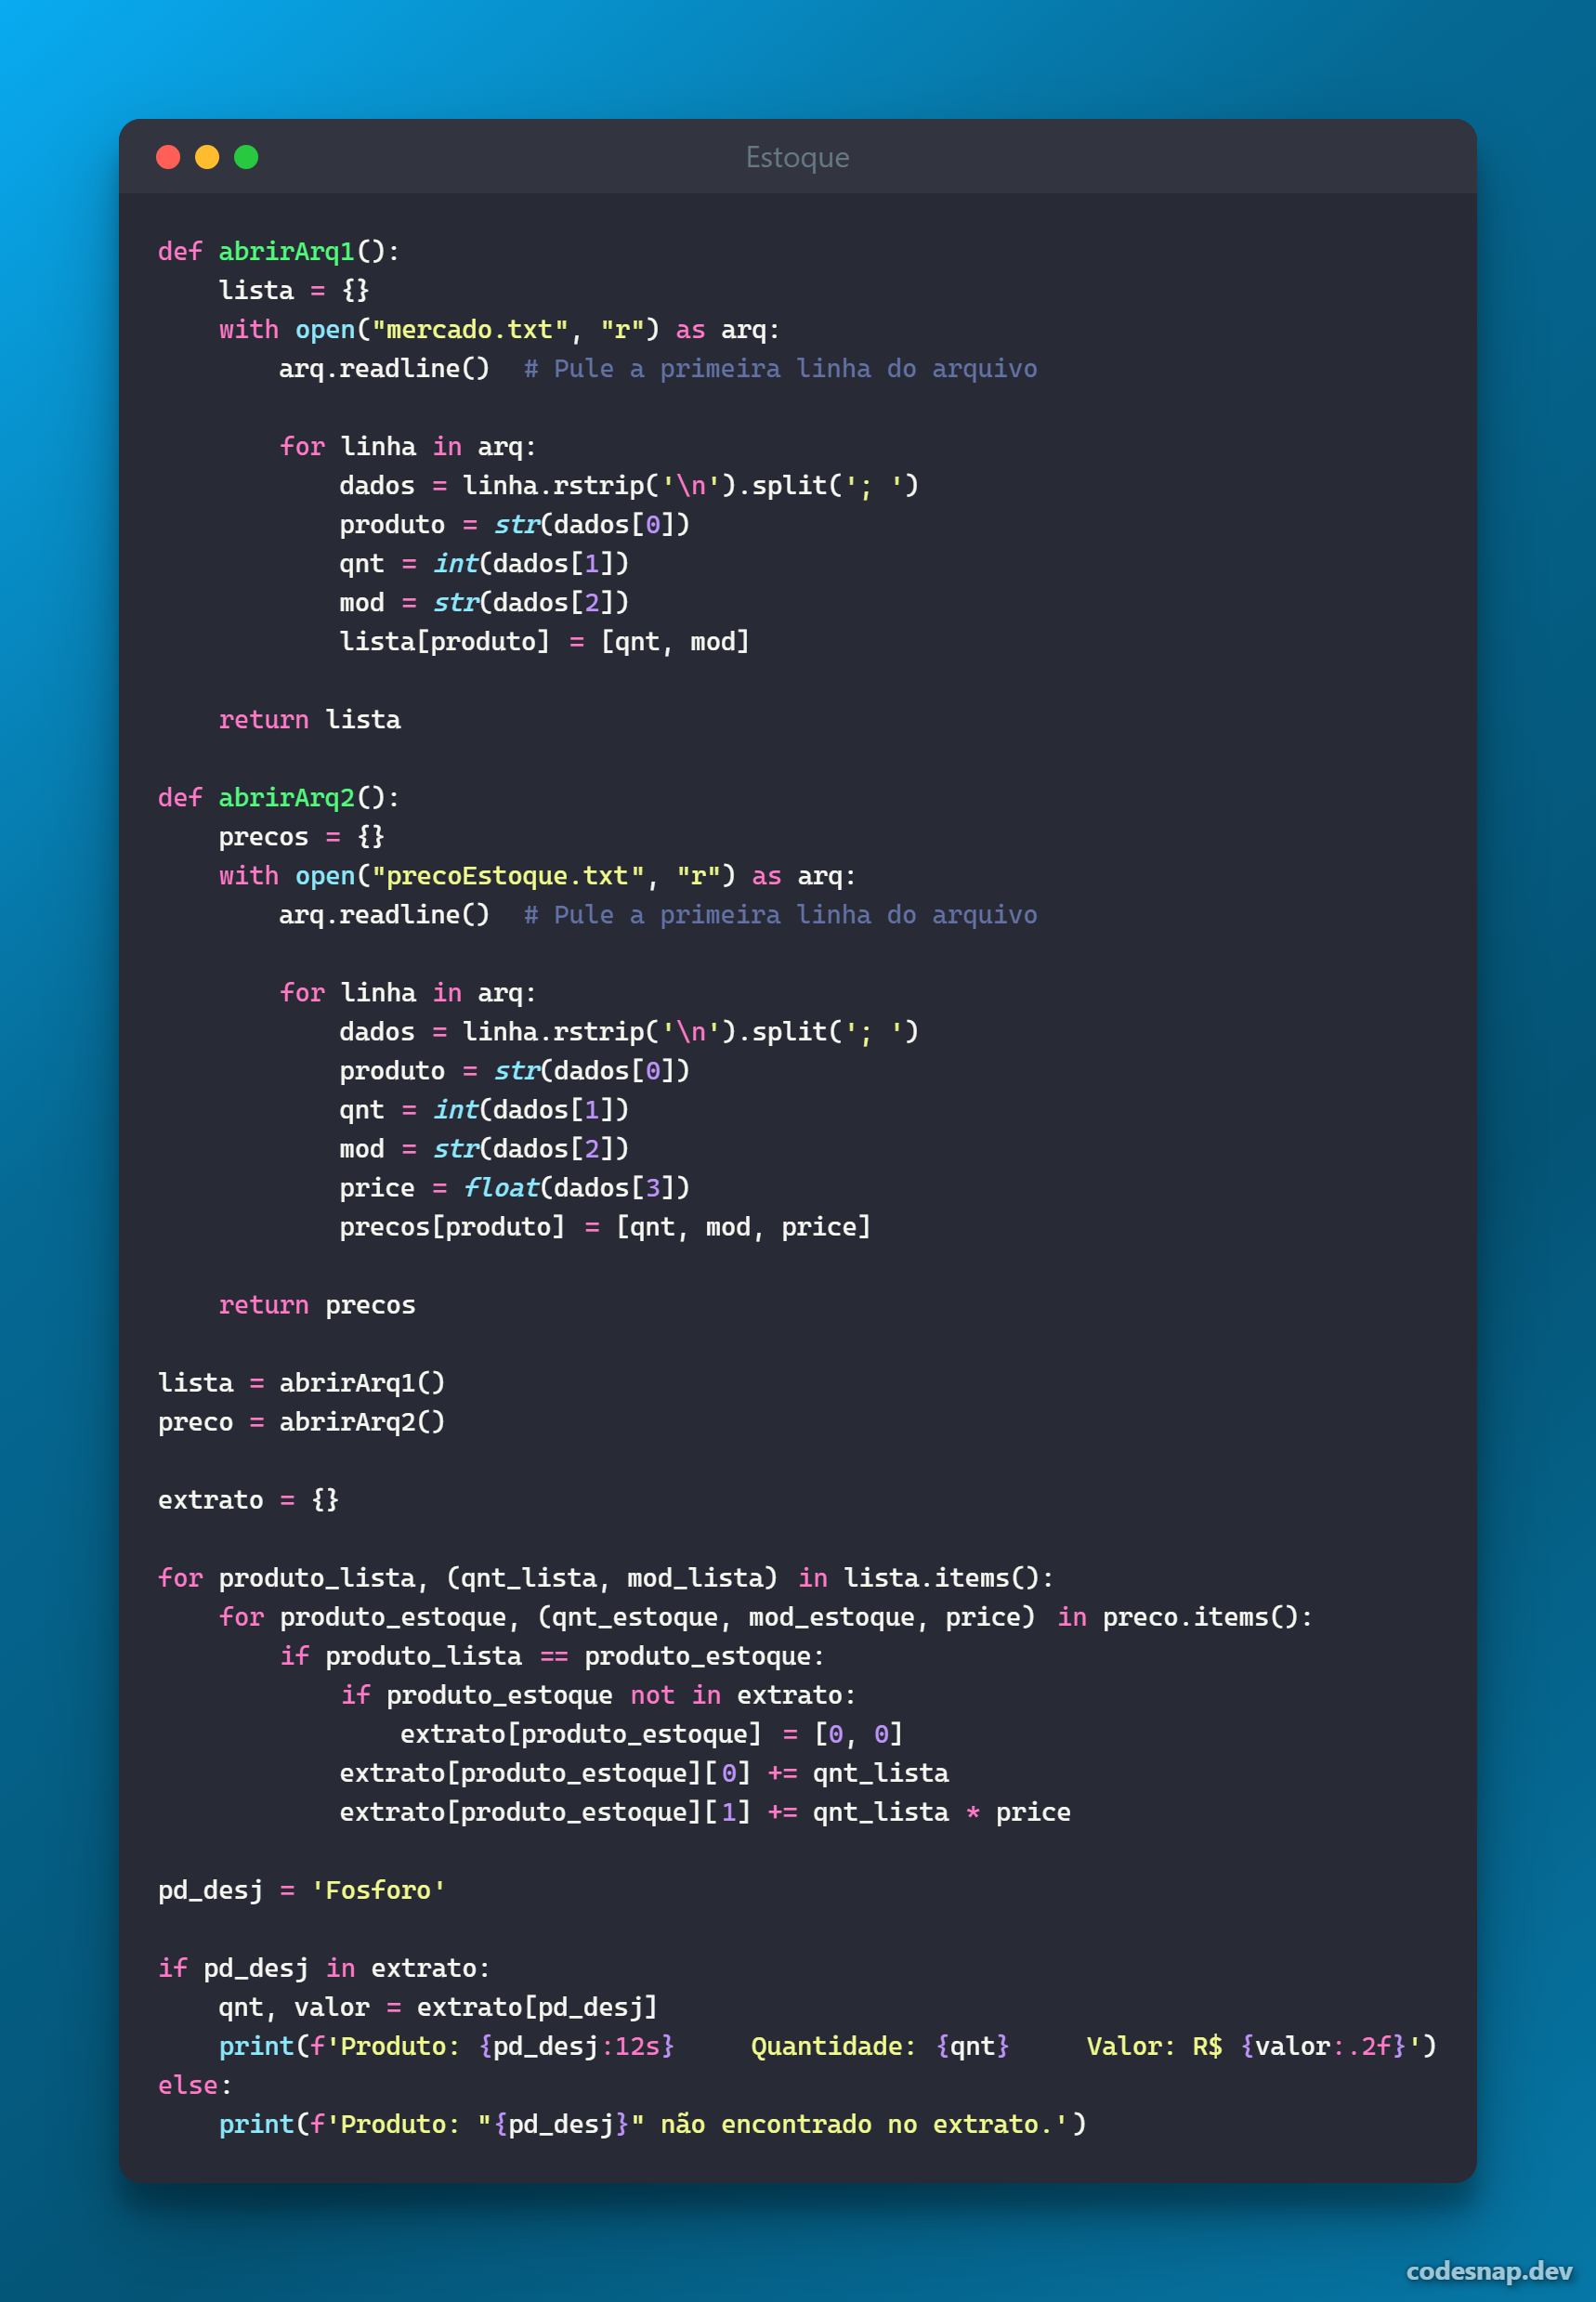 Estoque
def abrirArq1():
    lista = {}
    with open("mercado.txt", "r") as arq:
        arq.readline()  # Pule a primeira linha do arquivo

        for linha in arq:
            dados = linha.rstrip('\n').split('; ')
            produto = str(dados[0])
            qnt = int(dados[1])
            mod = str(dados[2])
            lista[produto] = [qnt, mod]

    return lista

def abrirArq2():
    precos = {}
    with open("precoEstoque.txt", "r") as arq:
        arq.readline()  # Pule a primeira linha do arquivo

        for linha in arq:
            dados = linha.rstrip('\n').split('; ')
            produto = str(dados[0])
            qnt = int(dados[1])
            mod = str(dados[2])
            price = float(dados[3])
            precos[produto] = [qnt, mod, price]

    return precos

lista = abrirArq1()
preco = abrirArq2()

extrato = {}

for produto_lista, (qnt_lista, mod_lista) in lista.items():
    for produto_estoque, (qnt_estoque, mod_estoque, price) in preco.items():
        if produto_lista == produto_estoque:
            if produto_estoque not in extrato:
                extrato[produto_estoque] = [0, 0]
            extrato[produto_estoque][0] += qnt_lista
            extrato[produto_estoque][1] += qnt_lista * price

pd_desj = 'Fosforo'

if pd_desj in extrato:
    qnt, valor = extrato[pd_desj]
    print(f'Produto: {pd_desj:12s}     Quantidade: {qnt}     Valor: R$ {valor:.2f}')
else:
    print(f'Produto: "{pd_desj}" não encontrado no extrato.')
codesnap.dev